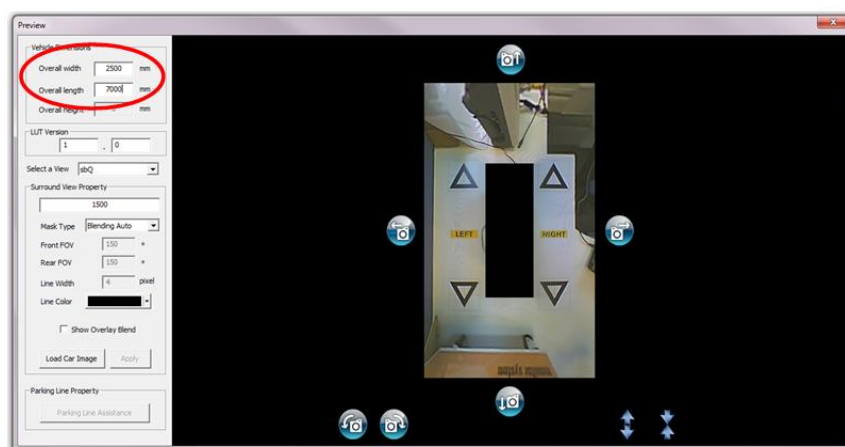 Preview
Vehicle Dimensions
Overall width 2500 mm
Overall length 7000 mm
Overall height mm
LUT Version
1 . 0
Select a View sbQ
Surround View Property
1500
Mask Type Blending Auto
Front FOV 150 °
Rear FOV 150 °
Line Width 4 pixel
Line Color
Show Overlay Blend
Load Car Image Apply
Parking Line Property
Parking Line Assistance
LEFT RIGHT
monitor system